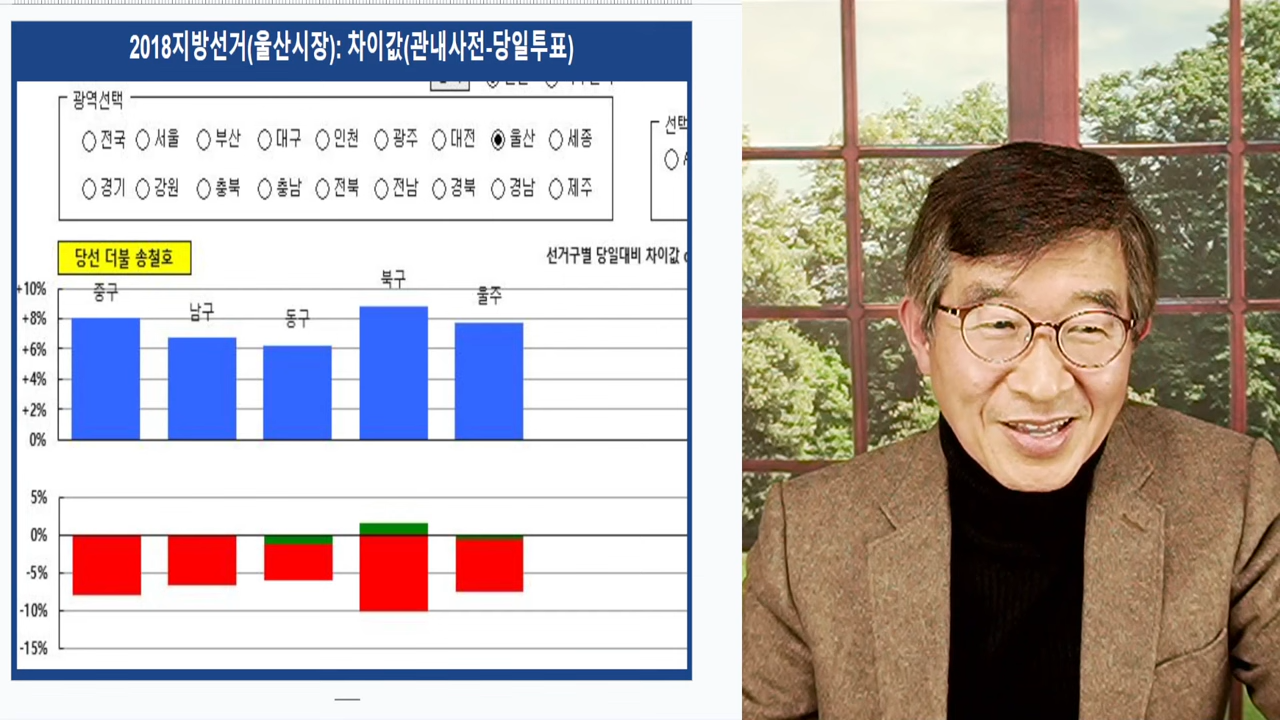 2018지방선거(울산시장): 차이값(관내사전-당일투표)
광역선택
전국 서울 부산 대구 인천 광주 대전 울산 세종
경기 강원 충북 충남 전북 전남 경북 경남 제주
당선 더불 송철호
선거구별 당일대비 차이값
중구 남구 동구 북구 울주
+10%
+8%
+6%
+4%
+2%
0%
5%
0%
-5%
-10%
-15%